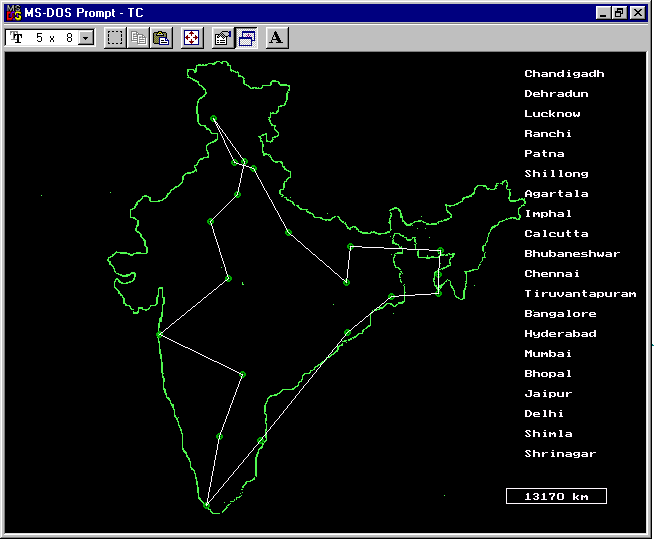 MS-DOS Prompt - TC
5 x 8
A
Chandigadh
Dehradun
Lucknow
Ranchi
Patna
Shillong
Agartala
Imphal
Calcutta
Bhubaneshwar
Chennai
Tiruvantapuram
Bangalore
Hyderabad
Mumbai
Bhopal
Jaipur
Delhi
Shimla
Shrinagar
13170 km